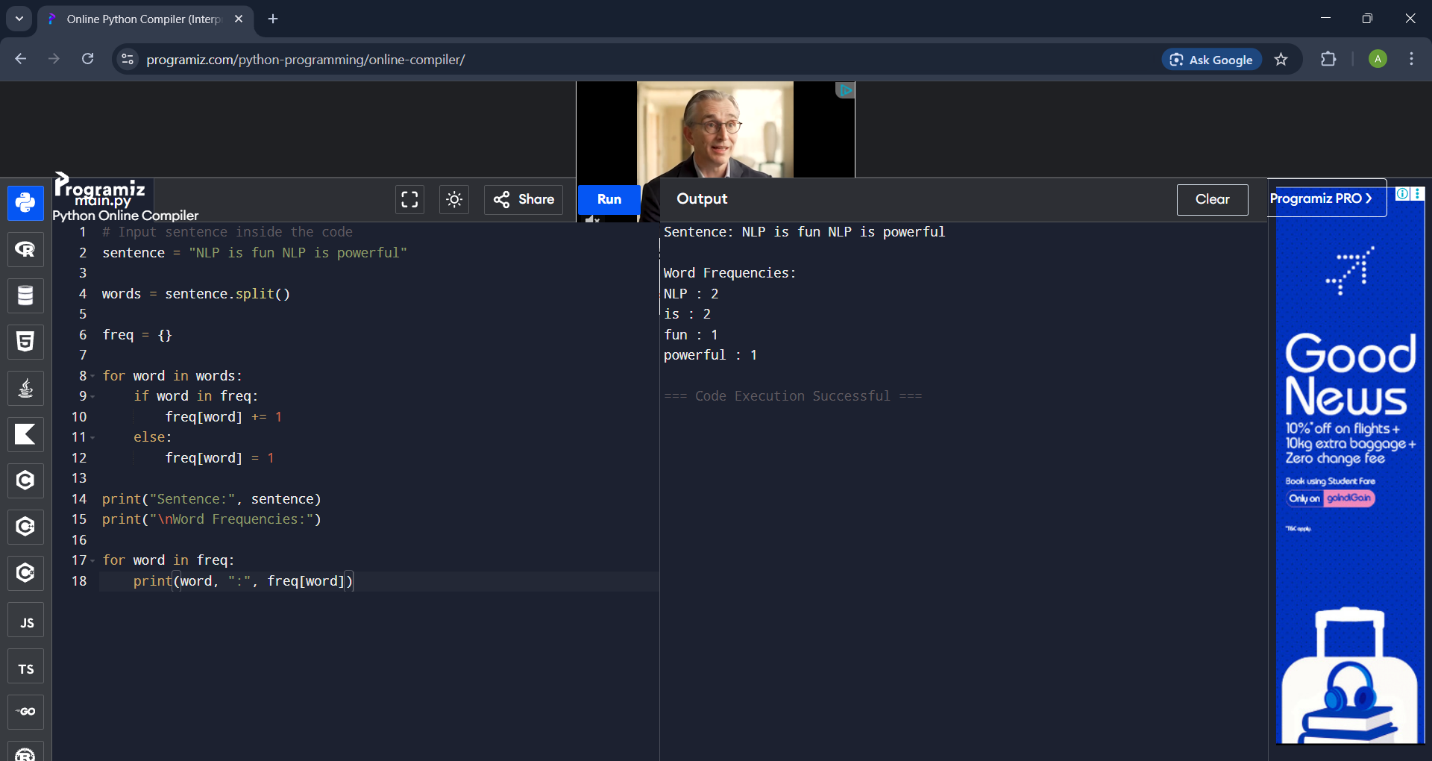 Online Python Compiler (Interp
programiz.com/python-programming/online-compiler/
Ask Google
A
Programiz
main.py
Python Online Compiler
Share
Run
Output
Clear
Programiz PRO
1 # Input sentence inside the code
2 sentence = "NLP is fun NLP is powerful"
3
4 words = sentence.split()
5
6 freq = {}
7
8 for word in words:
9 if word in freq:
10 freq[word] += 1
11 else:
12 freq[word] = 1
13
14 print("Sentence:", sentence)
15 print("\nWord Frequencies:")
16
17 for word in freq:
18 print(word, ":", freq[word])
Sentence: NLP is fun NLP is powerful
Word Frequencies:
NLP : 2
is : 2
fun : 1
powerful : 1
=== Code Execution Successful ===
R
5
C
C
C
JS
TS
GO
Good
News
10%* off on flights +
10kg extra baggage +
Zero change fee
Book using Student Fare
Only on goIndiGo.in
*T&C apply